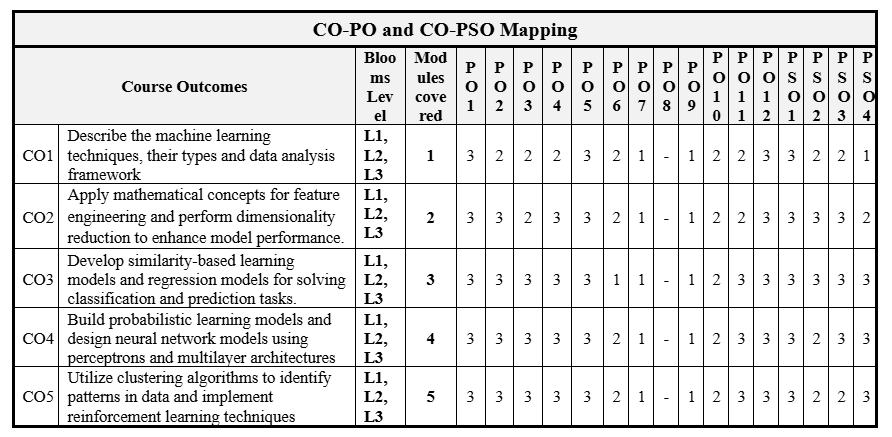 CO-PO and CO-PSO Mapping
Course Outcomes Blooms Level Modules covered PO1 PO2 PO3 PO4 PO5 PO6 PO7 PO8 PO9 PO10 PO11 PO12 PSO1 PSO2 PSO3 PSO4
CO1 Describe the machine learning techniques, their types and data analysis framework L1, L2, L3 1 3 2 2 2 3 2 1 - 1 2 2 3 3 2 2 1
CO2 Apply mathematical concepts for feature engineering and perform dimensionality reduction to enhance model performance. L1, L2, L3 2 3 3 2 3 3 2 1 - 1 2 2 3 3 3 3 2
CO3 Develop similarity-based learning models and regression models for solving classification and prediction tasks. L1, L2, L3 3 3 3 3 3 3 1 1 - 1 2 3 3 3 3 3 3
CO4 Build probabilistic learning models and design neural network models using perceptrons and multilayer architectures L1, L2, L3 4 3 3 3 3 3 2 1 - 1 2 3 3 3 2 3 3
CO5 Utilize clustering algorithms to identify patterns in data and implement reinforcement learning techniques L1, L2, L3 5 3 3 3 3 3 2 1 - 1 2 3 3 3 2 2 3